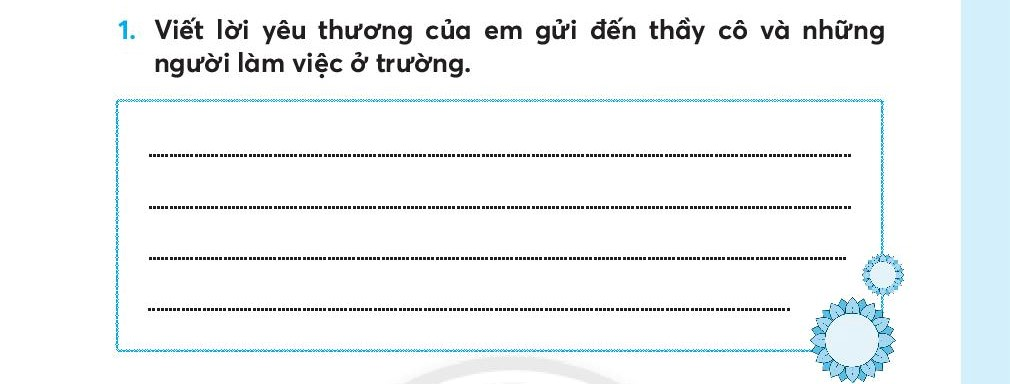 1. Viết lời yêu thương của em gửi đến thầy cô và những
người làm việc ở trường.